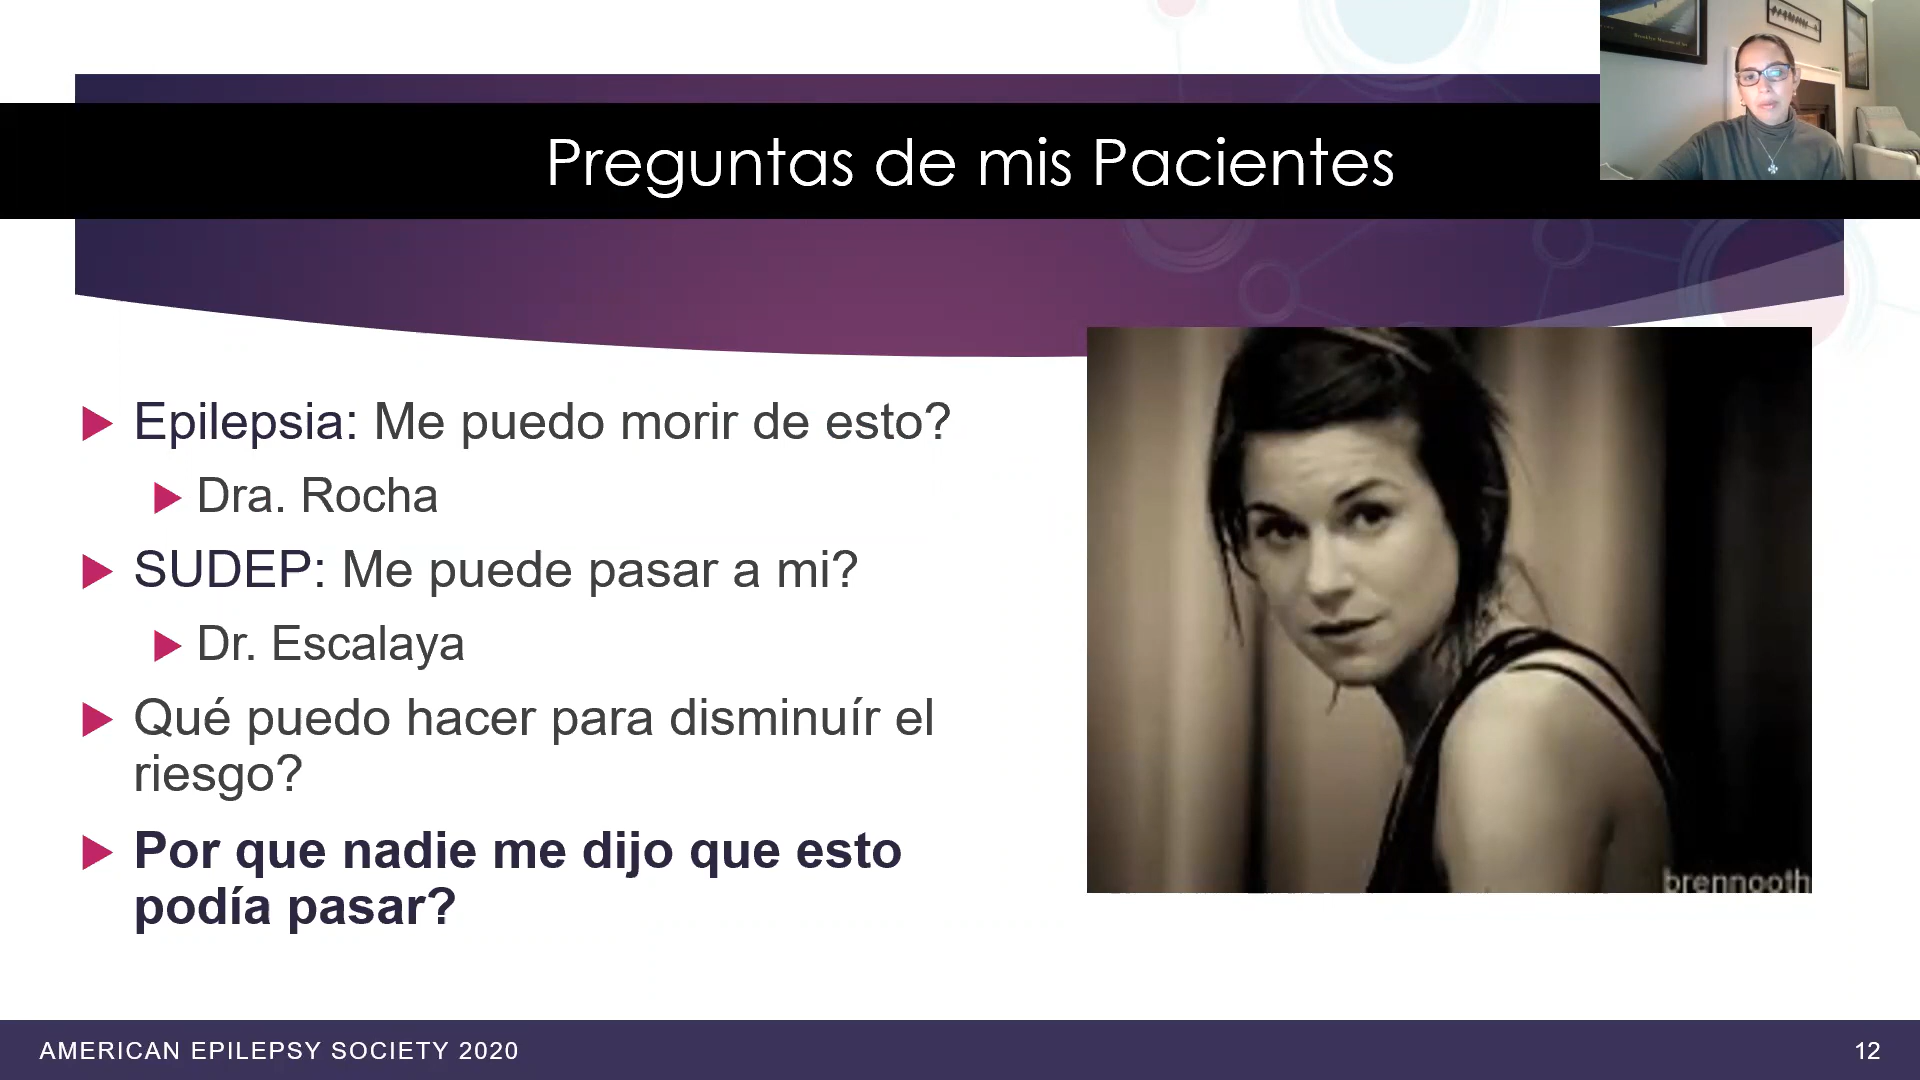 Preguntas de mis Pacientes
Epilepsia: Me puedo morir de esto?
Dra. Rocha
SUDEP: Me puede pasar a mi?
Dr. Escalaya
Qué puedo hacer para disminuír el
riesgo?
Por que nadie me dijo que esto
podía pasar?
brennooth
AMERICAN EPILEPSY SOCIETY 2020
12